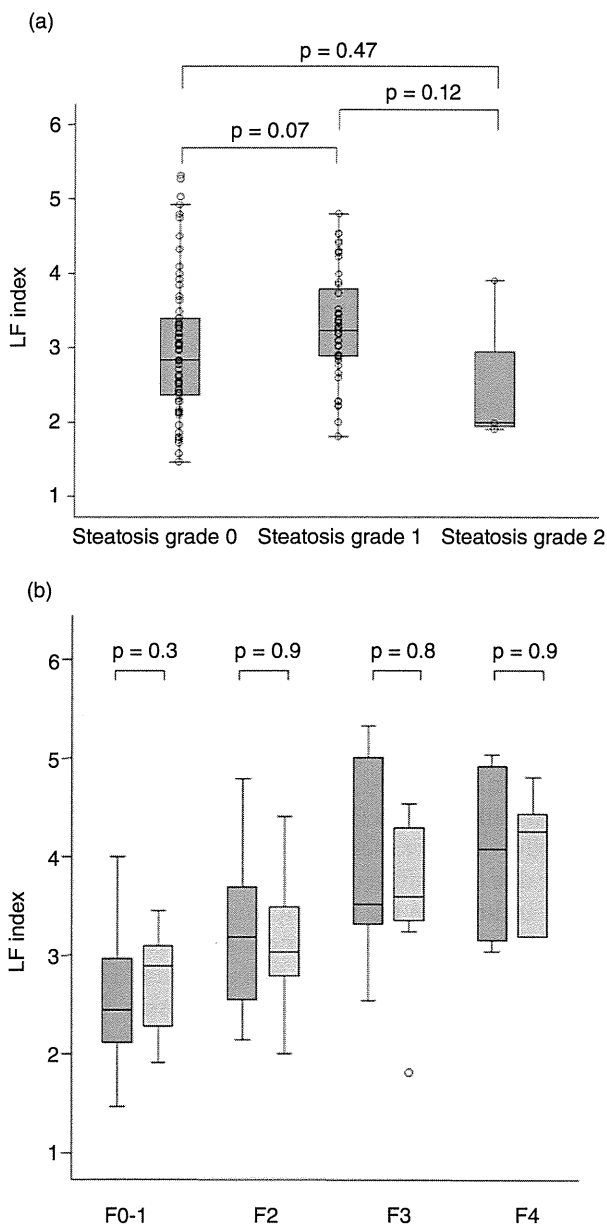 (a)
p = 0.47
p = 0.12
p = 0.07
6
5
4
3
2
1
LF index
Steatosis grade 0 Steatosis grade 1 Steatosis grade 2
(b)
p = 0.3 p = 0.9 p = 0.8 p = 0.9
6
5
4
3
2
1
LF index
F0-1 F2 F3 F4